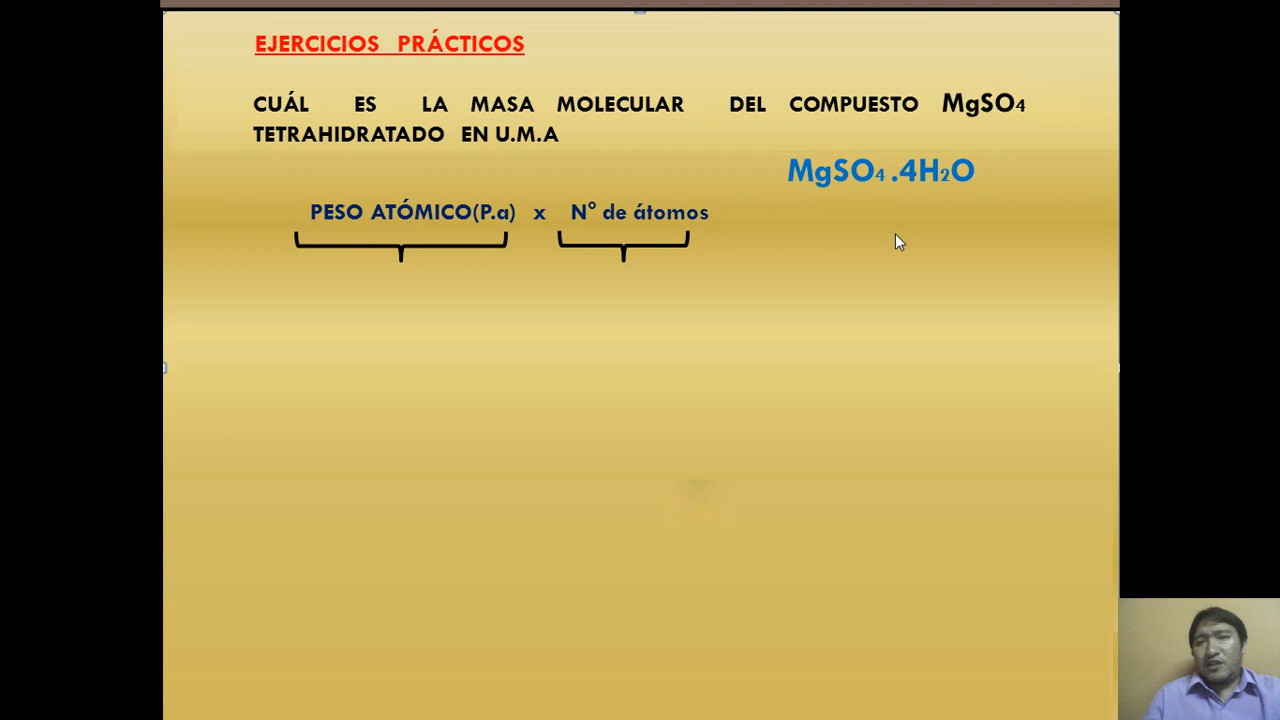 EJERCICIOS PRÁCTICOS
CUÁL ES LA MASA MOLECULAR DEL COMPUESTO MgSO₄
TETRAHIDRATADO EN U.M.A
MgSO₄ .4H₂O
PESO ATÓMICO(P.a) x N° de átomos